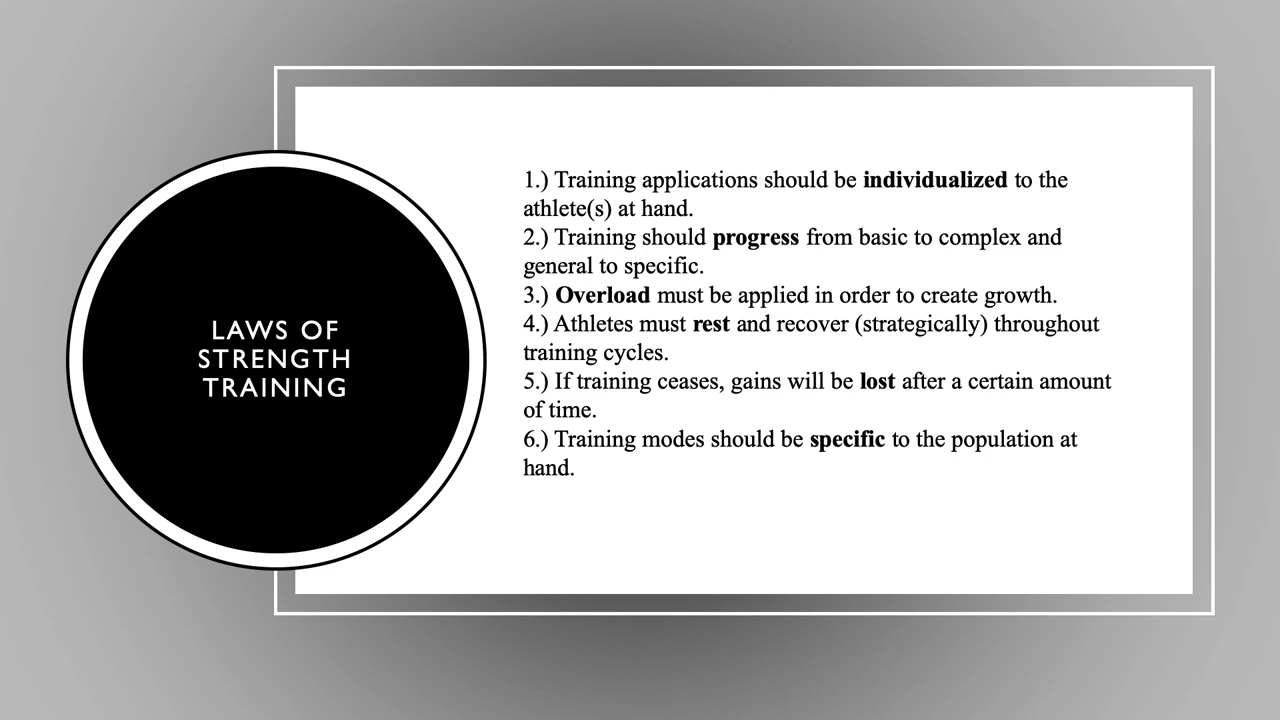 LAWS OF
STRENGTH
TRAINING
1.) Training applications should be individualized to the
athlete(s) at hand.
2.) Training should progress from basic to complex and
general to specific.
3.) Overload must be applied in order to create growth.
4.) Athletes must rest and recover (strategically) throughout
training cycles.
5.) If training ceases, gains will be lost after a certain amount
of time.
6.) Training modes should be specific to the population at
hand.